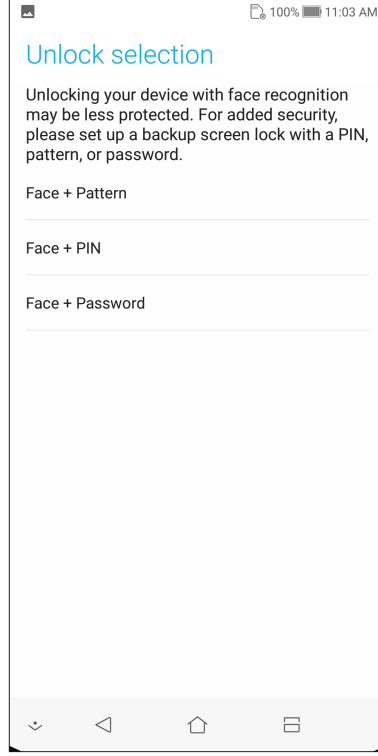 100% 11:03 AM
Unlock selection
Unlocking your device with face recognition
may be less protected. For added security,
please set up a backup screen lock with a PIN,
pattern, or password.
Face + Pattern
Face + PIN
Face + Password